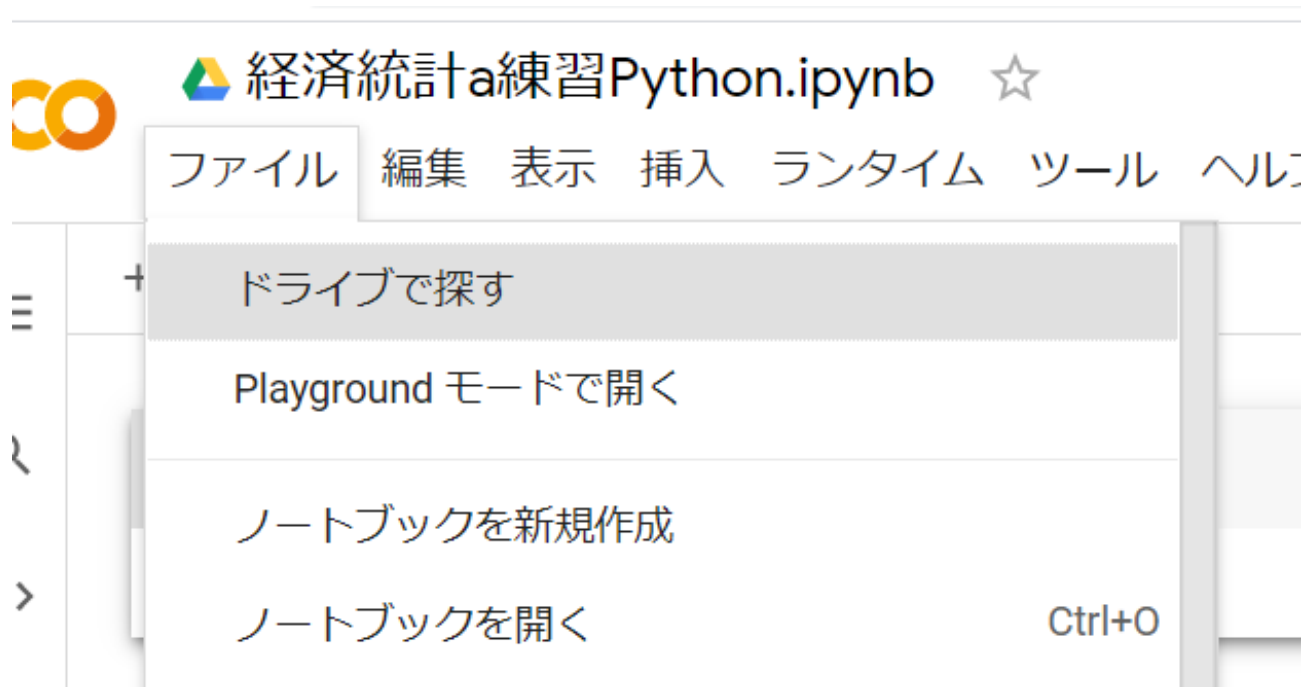 経済統計a練習Python.ipynb
ファイル 編集 表示 挿入 ランタイム ツール
ドライブで探す
Playground モードで開く
ノートブックを新規作成
ノートブックを開く Ctrl+O